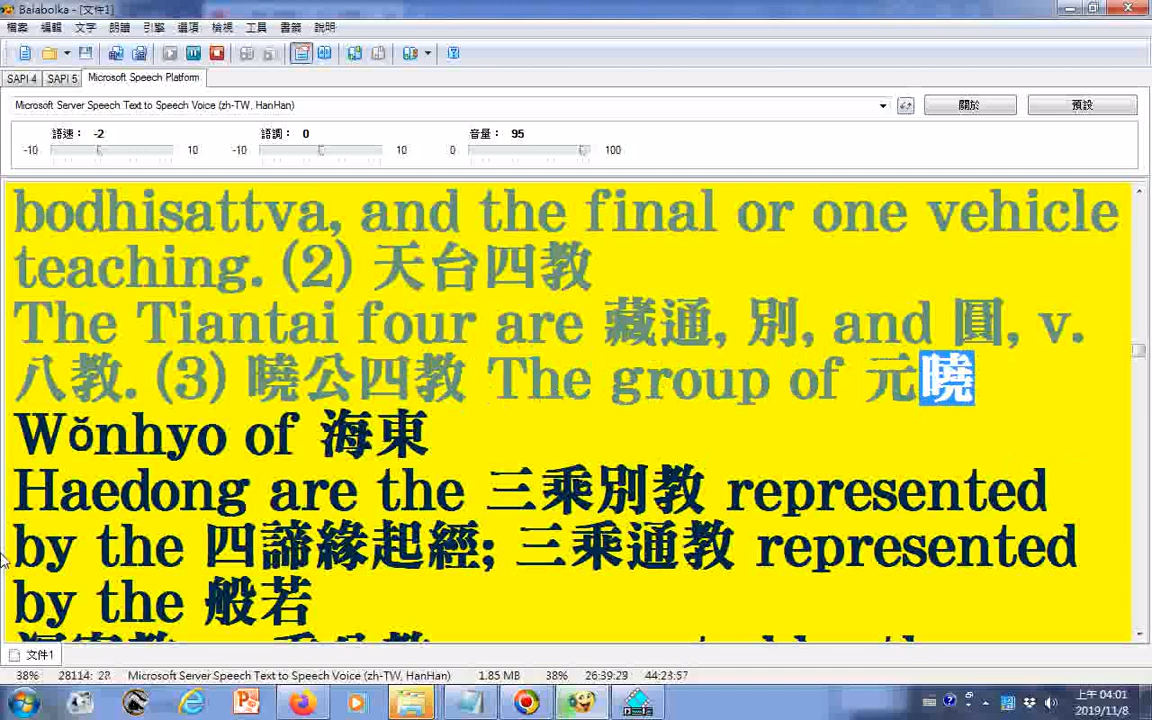 Balabolka - [文件1]
檔案 編輯 文字 朗讀 引擎 選項 檢視 工具 書籤 說明
SAPI 4 SAPI 5 Microsoft Speech Platform
Microsoft Server Speech Text to Speech Voice (zh-TW, HanHan) 關於 預設
語速： -2 語調： 0 音量： 95
-10 10 -10 10 0 100
bodhisattva, and the final or one vehicle
teaching. (2) 天台四教
The Tiantai four are 藏通, 別, and 圓, v.
八教. (3) 曉公四教 The group of 元曉
Wŏnhyo of 海東
Haedong are the 三乘別教 represented
by the 四諦緣起經; 三乘通教 represented
by the 般若
文件1
38% 28114: 28 Microsoft Server Speech Text to Speech Voice (zh-TW, HanHan) 1.85 MB 38% 26:39:29 44:23:57
上午 04:01
2019/11/8